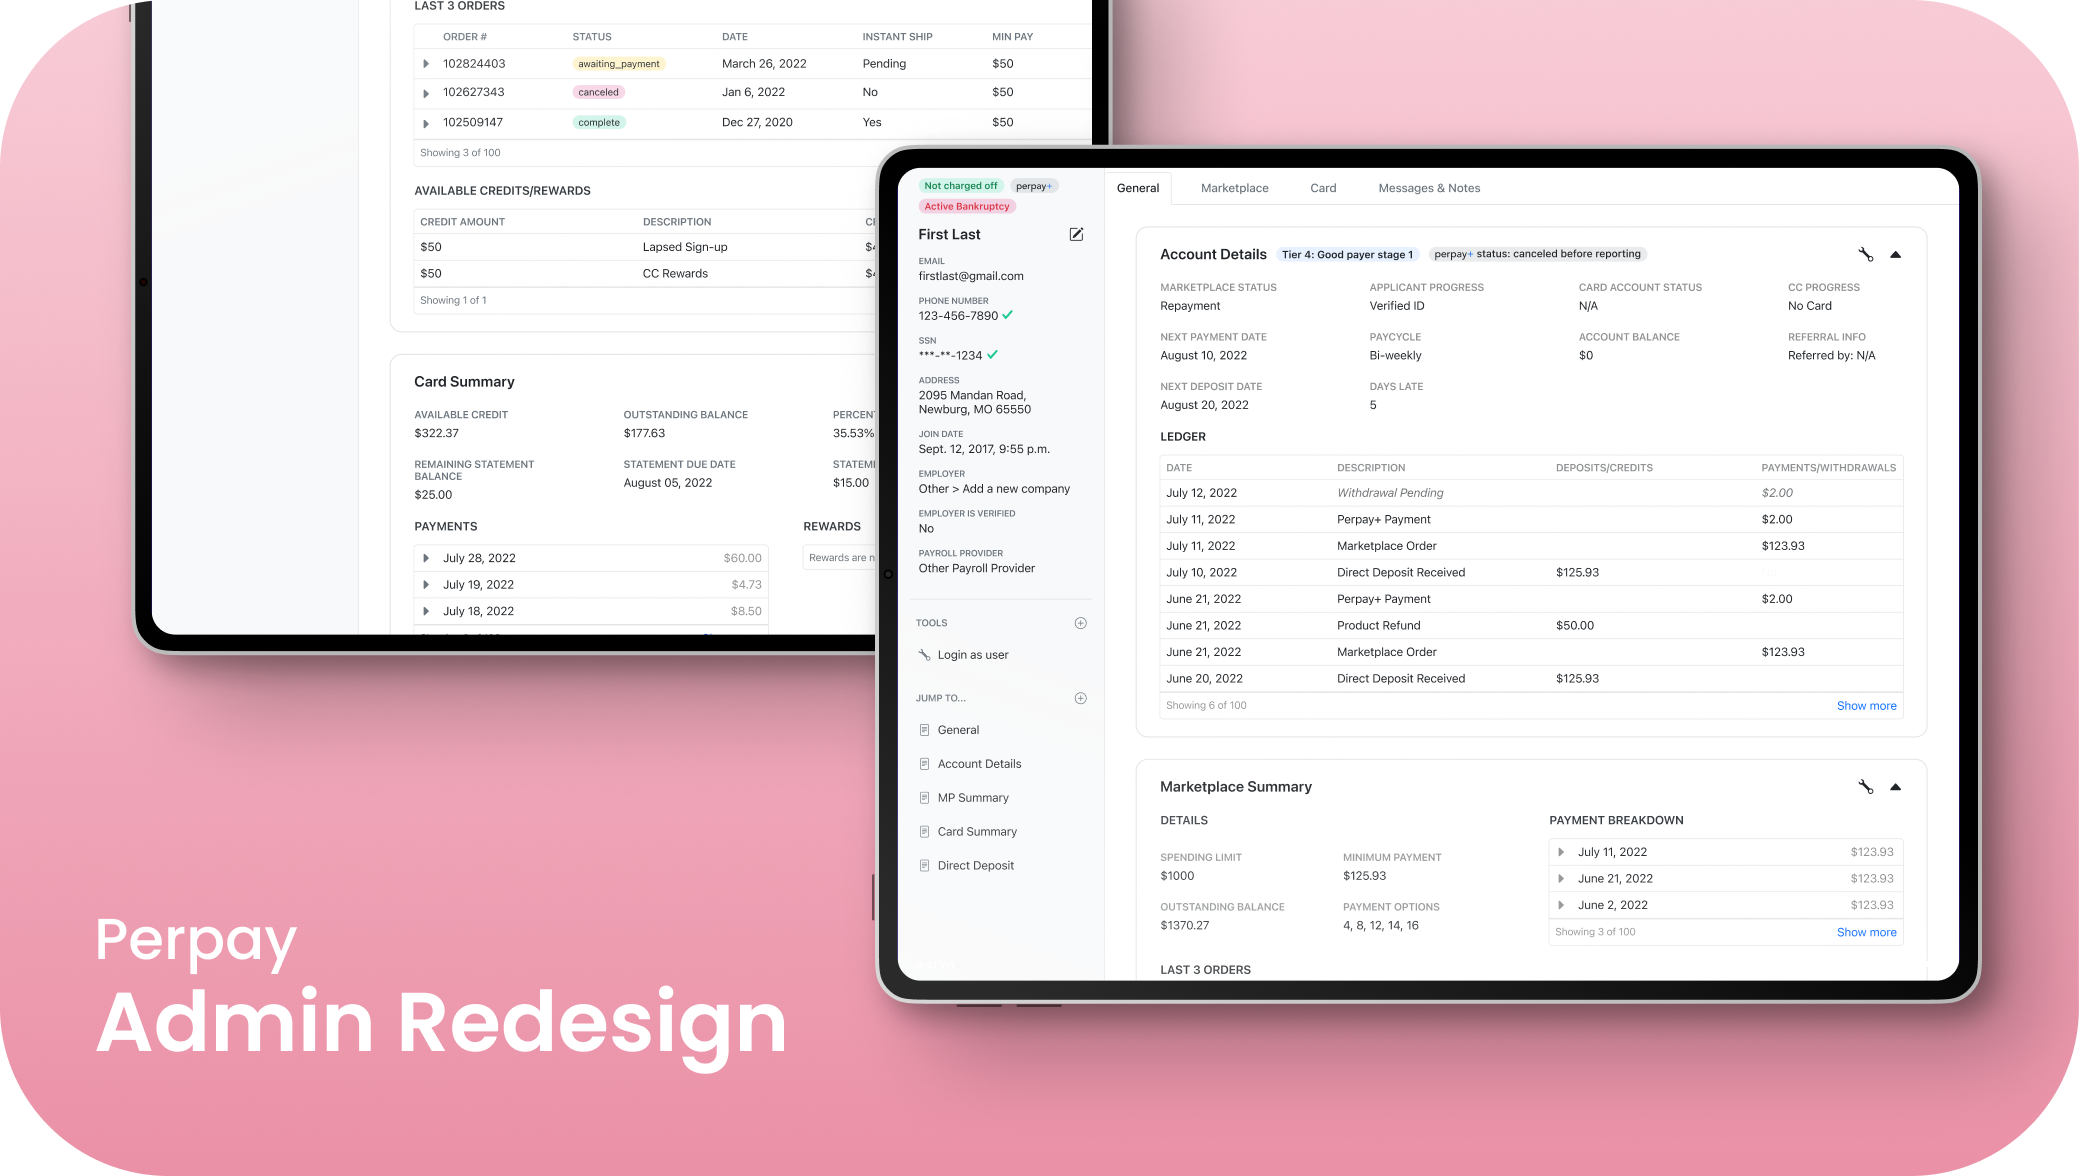 LAST 3 ORDERS
ORDER # STATUS DATE INSTANT SHIP MIN PAY
102824403 awaiting_payment March 26, 2022 Pending $50
102627343 canceled Jan 6, 2022 No $50
102509147 complete Dec 27, 2020 Yes $50
Showing 3 of 100
AVAILABLE CREDITS/REWARDS
CREDIT AMOUNT DESCRIPTION
$50 Lapsed Sign-up
$50 CC Rewards
Showing 1 of 1
Card Summary
AVAILABLE CREDIT OUTSTANDING BALANCE PERCEN
$322.37 $177.63 35.53%
REMAINING STATEMENT BALANCE STATEMENT DUE DATE STATEM
$25.00 August 05, 2022 $15.00
PAYMENTS REWARDS
July 28, 2022 $60.00 Rewards are n
July 19, 2022 $4.73
July 18, 2022 $8.50
Not charged off perpay+
Active Bankruptcy
First Last
EMAIL
firstlast@gmail.com
PHONE NUMBER
123-456-7890
SSN
***-**-1234
ADDRESS
2095 Mandan Road,
Newburg, MO 65550
JOIN DATE
Sept. 12, 2017, 9:55 p.m.
EMPLOYER
Other > Add a new company
EMPLOYER IS VERIFIED
No
PAYROLL PROVIDER
Other Payroll Provider
TOOLS
Login as user
JUMP TO...
General
Account Details
MP Summary
Card Summary
Direct Deposit
General Marketplace Card Messages & Notes
Account Details Tier 4: Good payer stage 1 perpay+ status: canceled before reporting
MARKETPLACE STATUS APPLICANT PROGRESS CARD ACCOUNT STATUS CC PROGRESS
Repayment Verified ID N/A No Card
NEXT PAYMENT DATE PAYCYCLE ACCOUNT BALANCE REFERRAL INFO
August 10, 2022 Bi-weekly $0 Referred by: N/A
NEXT DEPOSIT DATE DAYS LATE
August 20, 2022 5
LEDGER
DATE DESCRIPTION DEPOSITS/CREDITS PAYMENTS/WITHDRAWALS
July 12, 2022 Withdrawal Pending $2.00
July 11, 2022 Perpay+ Payment $2.00
July 11, 2022 Marketplace Order $123.93
July 10, 2022 Direct Deposit Received $125.93
June 21, 2022 Perpay+ Payment $2.00
June 21, 2022 Product Refund $50.00
June 21, 2022 Marketplace Order $123.93
June 20, 2022 Direct Deposit Received $125.93
Showing 6 of 100 Show more
Marketplace Summary
DETAILS PAYMENT BREAKDOWN
SPENDING LIMIT MINIMUM PAYMENT
$1000 $125.93
OUTSTANDING BALANCE PAYMENT OPTIONS
$1370.27 4, 8, 12, 14, 16
July 11, 2022 $123.93
June 21, 2022 $123.93
June 2, 2022 $123.93
Showing 3 of 100 Show more
LAST 3 ORDERS
Perpay
Admin Redesign